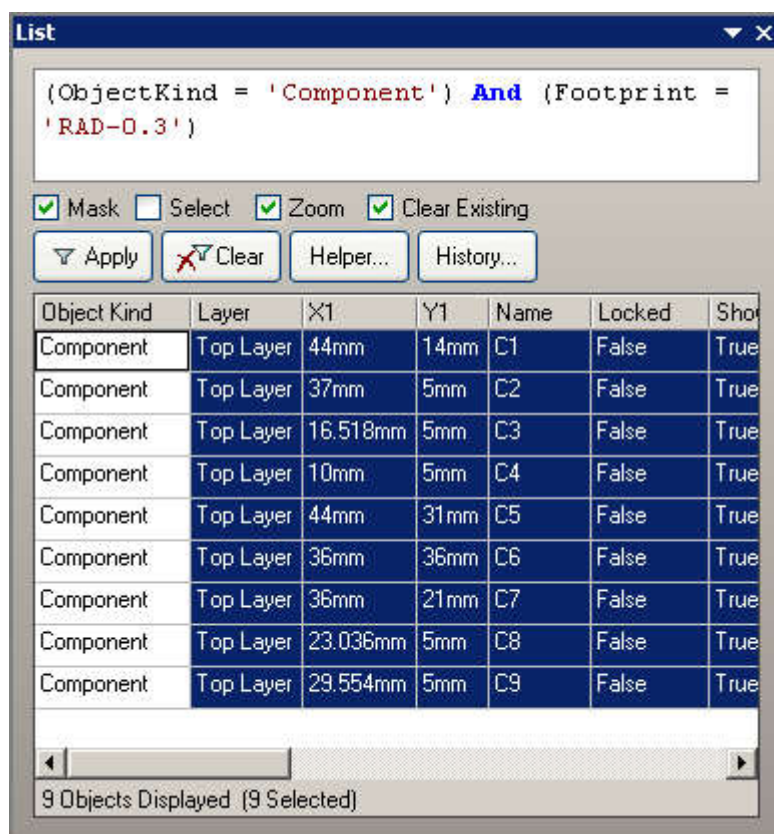 List
(ObjectKind = 'Component') And (Footprint =
'RAD-0.3')
Mask Select Zoom Clear Existing
Apply Clear Helper... History...
Object Kind Layer X1 Y1 Name Locked Sho
Component Top Layer 44mm 14mm C1 False True
Component Top Layer 37mm 5mm C2 False True
Component Top Layer 16.518mm 5mm C3 False True
Component Top Layer 10mm 5mm C4 False True
Component Top Layer 44mm 31mm C5 False True
Component Top Layer 36mm 36mm C6 False True
Component Top Layer 36mm 21mm C7 False True
Component Top Layer 23.036mm 5mm C8 False True
Component Top Layer 29.554mm 5mm C9 False True
9 Objects Displayed (9 Selected)